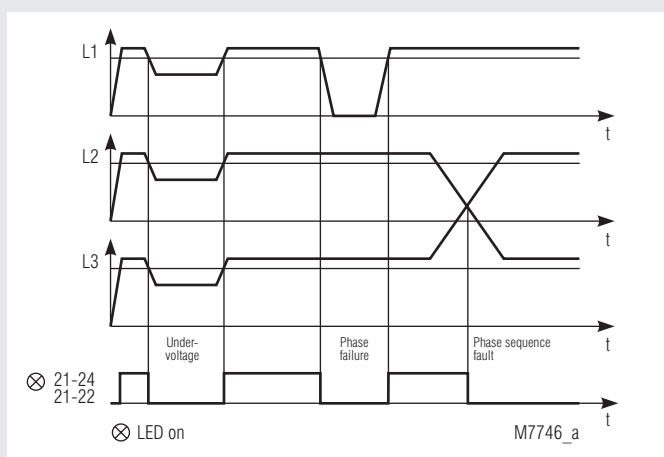 L1
t
L2
t
L3
Under-
voltage
Phase
failure
Phase sequence
fault
t
21-24
21-22
t
LED on
M7746_a